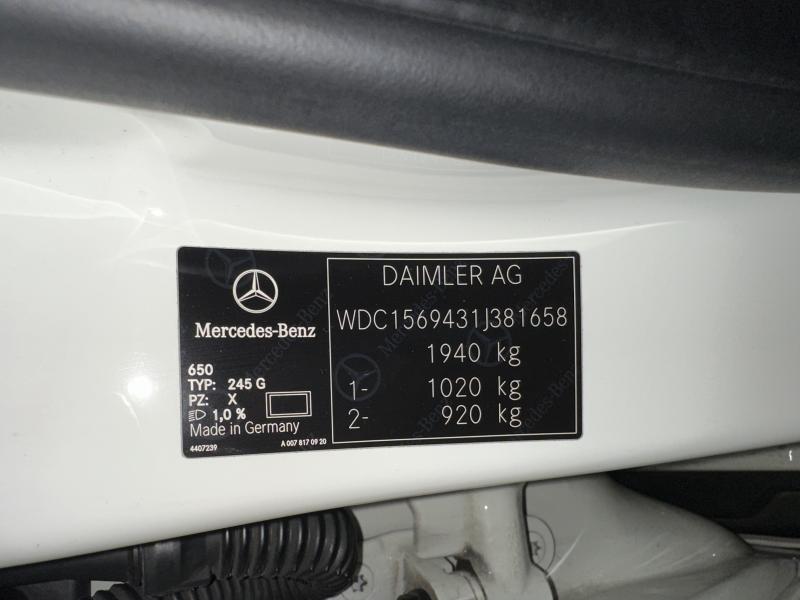 Mercedes-Benz
650
TYP: 245 G
PZ: X
1,0 %
Made in Germany
4407239
A 007 817 09 20
DAIMLER AG
WDC1569431J381658
1940 kg
1- 1020 kg
2- 920 kg